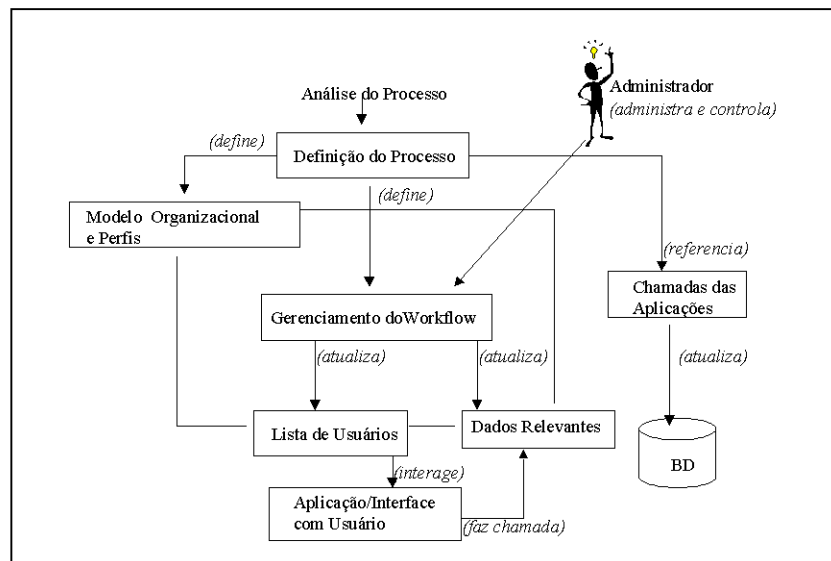 Administrador
(administra e controla)
Análise do Processo
(define)
Definição do Processo
(define)
Modelo Organizacional
e Perfis
(referencia)
Chamadas das
Aplicações
Gerenciamento doWorkflow
(atualiza)
(atualiza)
(atualiza)
Lista de Usuários
Dados Relevantes
BD
(interage)
Aplicação/Interface
com Usuário
(faz chamada)